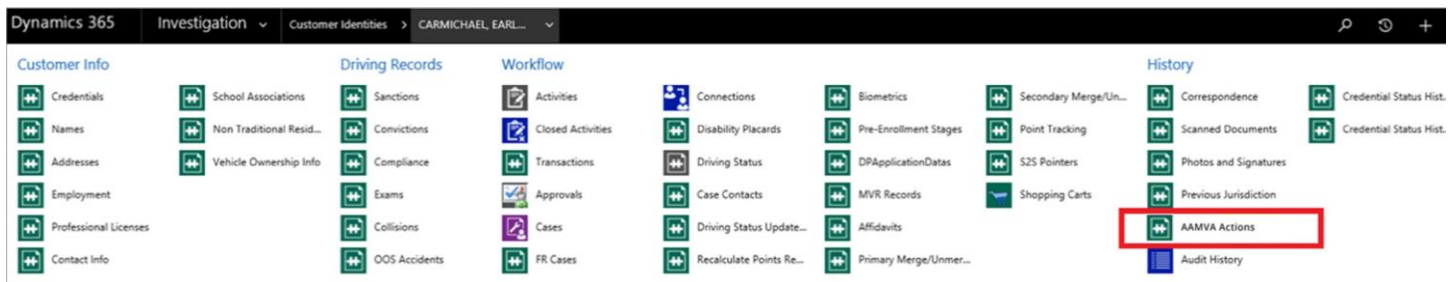 Dynamics 365 Investigation Customer Identities > CARMICHAEL, EARL...
Customer Info Driving Records Workflow History
Credentials School Associations Sanctions Activities Connections Biometrics Secondary Merge/Un... Correspondence Credential Status Hist...
Names Non Traditional Resid... Convictions Closed Activities Disability Placards Pre-Enrollment Stages Point Tracking Scanned Documents Credential Status Hist...
Addresses Vehicle Ownership Info Compliance Transactions Driving Status DPApplicationDatas S2S Pointers Photos and Signatures
Employment Exams Approvals Case Contacts MVR Records Shopping Carts Previous Jurisdiction
Professional Licenses Collisions Cases Driving Status Update... Affidavits AAMVA Actions
Contact Info OOS Accidents FR Cases Recalculate Points Re... Primary Merge/Unmer... Audit History